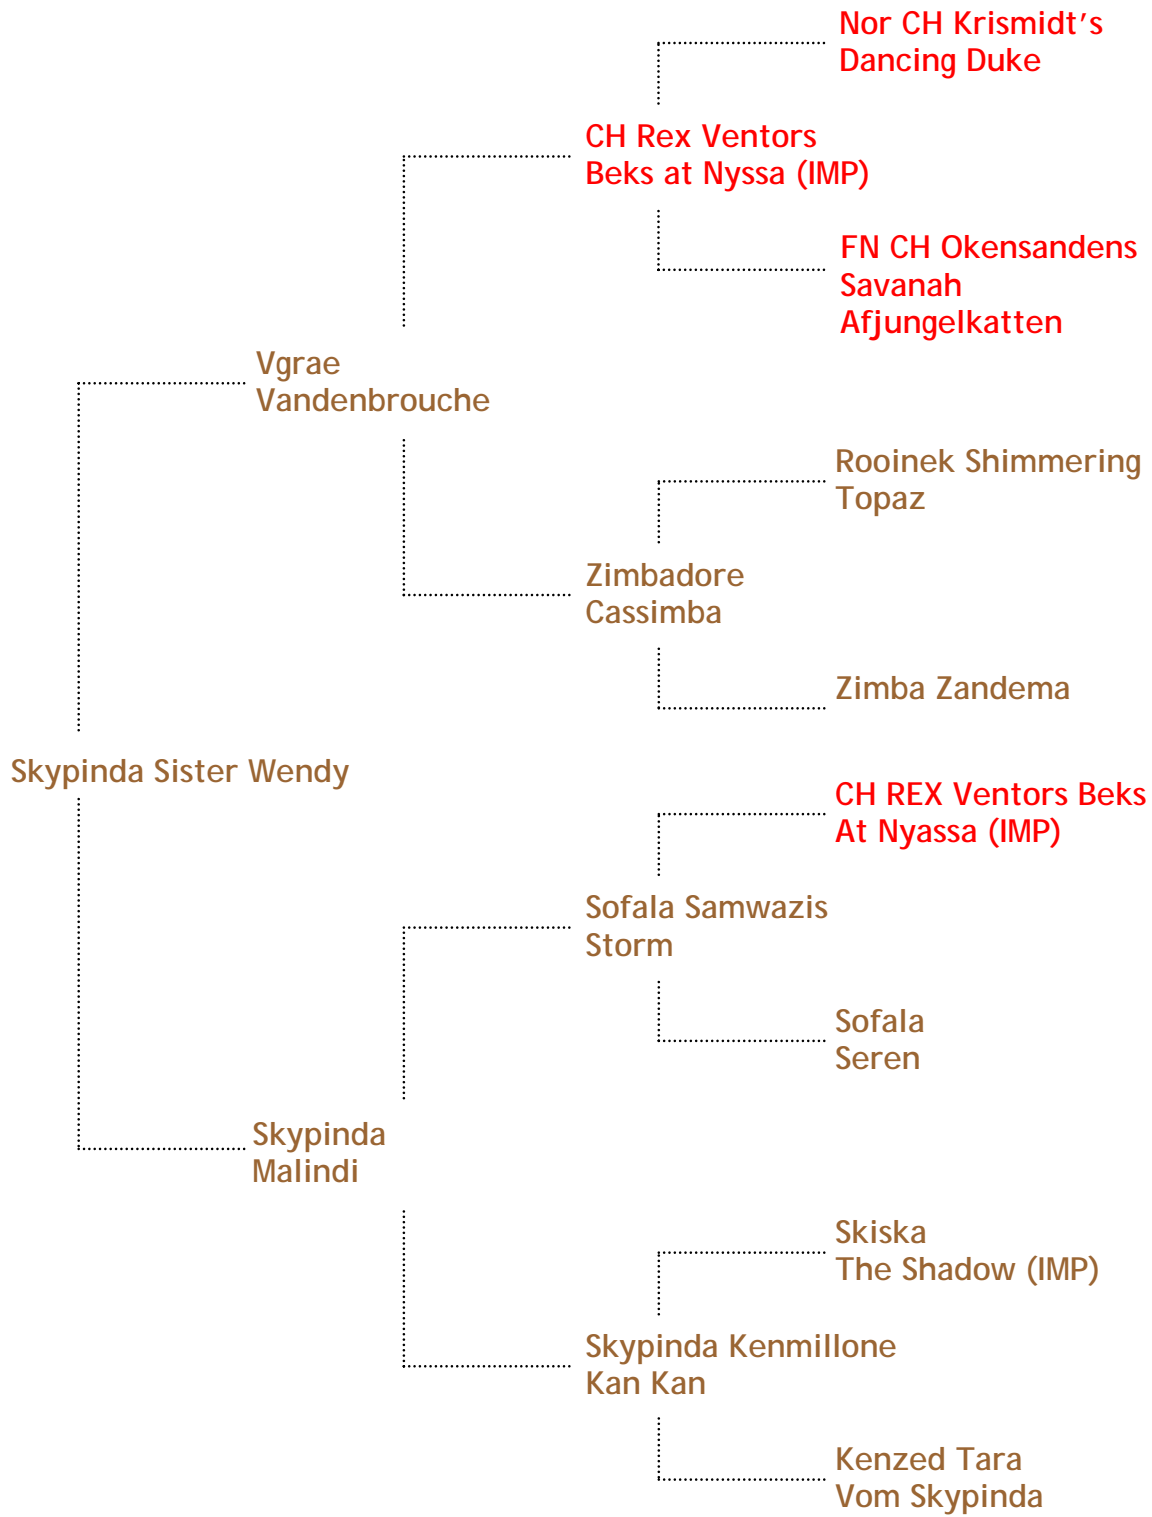 Nor CH Krismidt’s
Dancing Duke
CH Rex Ventors
Beks at Nyssa (IMP)
FN CH Okensandens
Savanah
Afjungelkatten
Vgrae
Vandenbrouche
Rooinek Shimmering
Topaz
Zimbadore
Cassimba
Zimba Zandema
Skypinda Sister Wendy
CH REX Ventors Beks
At Nyassa (IMP)
Sofala Samwazis
Storm
Sofala
Seren
Skypinda
Malindi
Skiska
The Shadow (IMP)
Skypinda Kenmillone
Kan Kan
Kenzed Tara
Vom Skypinda